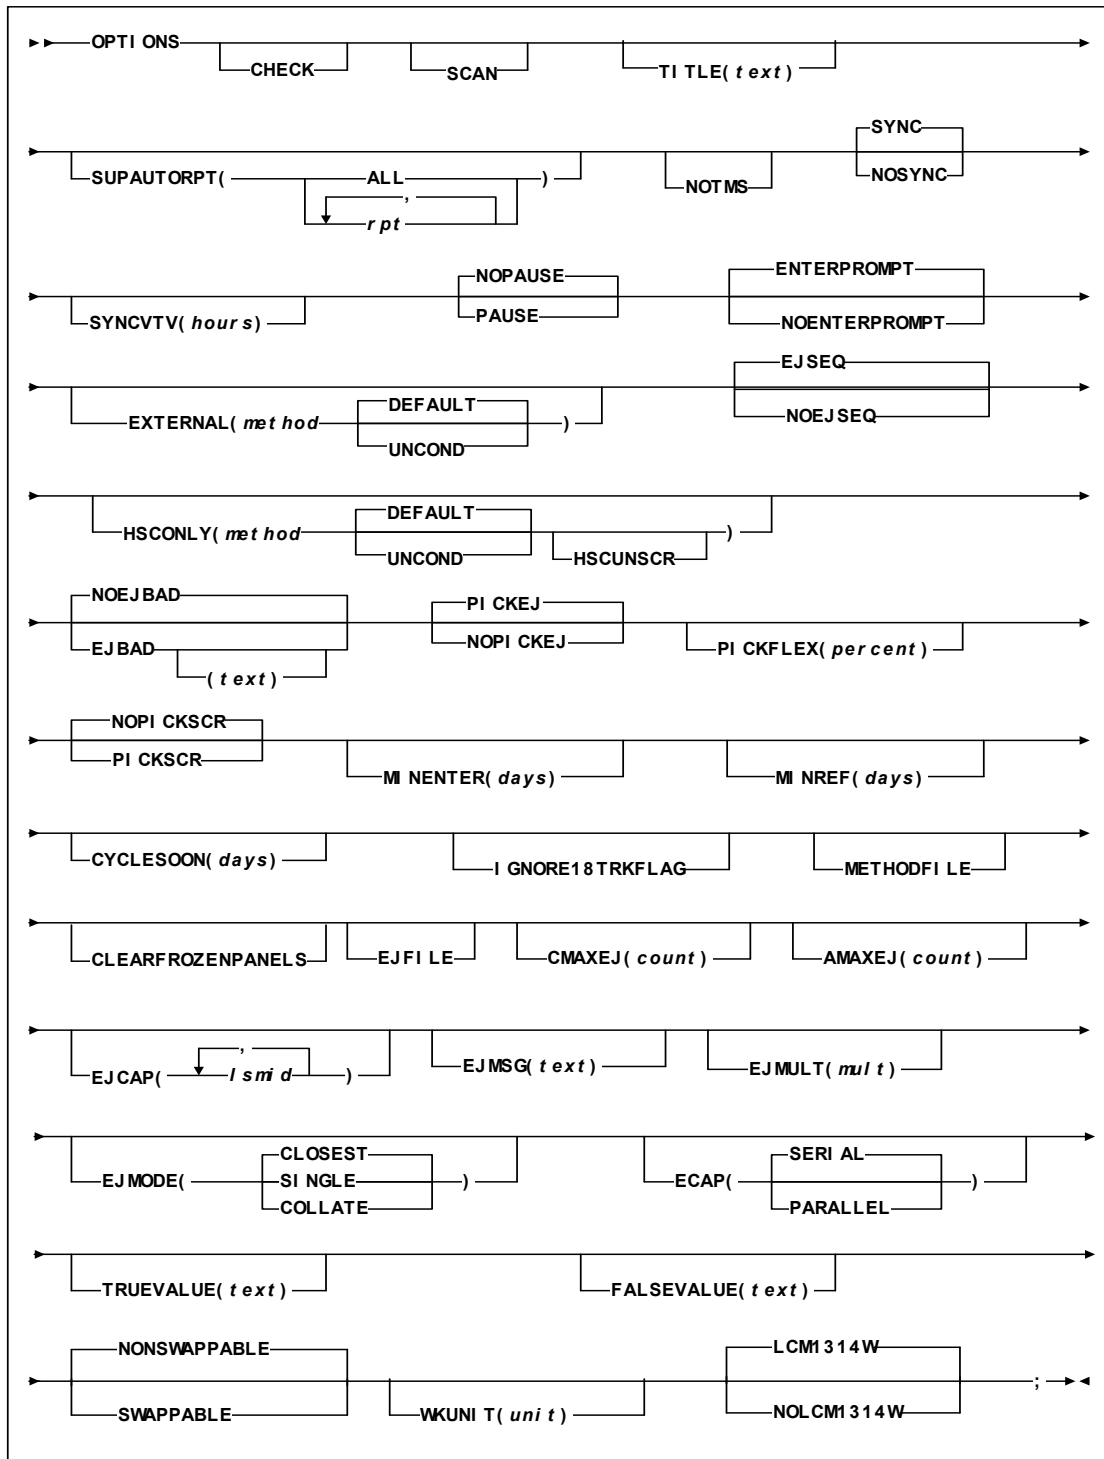 OPTIONS
CHECK
SCAN
TITLE(text)
SUPAUTORPT(
ALL
,
rpt
)
NOTMS
SYNC
NOSYNC
SYNCVTV(hours)
NOPAUSE
PAUSE
ENTERPROMPT
NOENTERPROMPT
EXTERNAL(method
DEFAULT
UNCOND
)
EJSEQ
NOEJSEQ
HSCONLY(method
DEFAULT
UNCOND
HSCUNSCR
)
NOEJBAD
EJBAD
(text)
PICKEJ
NOPICKEJ
PICKFLEX(percent)
NOPICKSCR
PICKSCR
MINENTER(days)
MINREF(days)
CYCLESOON(days)
IGNORE18TRKFLAG
METHODFILE
CLEARFROZENPANELS
EJFILE
CMAXEJ(count)
AMAXEJ(count)
EJCAP(
,
lsmid
)
EJMSG(text)
EJMULT(mult)
EJMODE(
CLOSEST
SINGLE
COLLATE
)
ECAP(
SERIAL
PARALLEL
)
TRUEVALUE(text)
FALSEVALUE(text)
NONSWAPPABLE
SWAPPABLE
WKUNIT(unit)
LCM1314W
NOLCM1314W
;